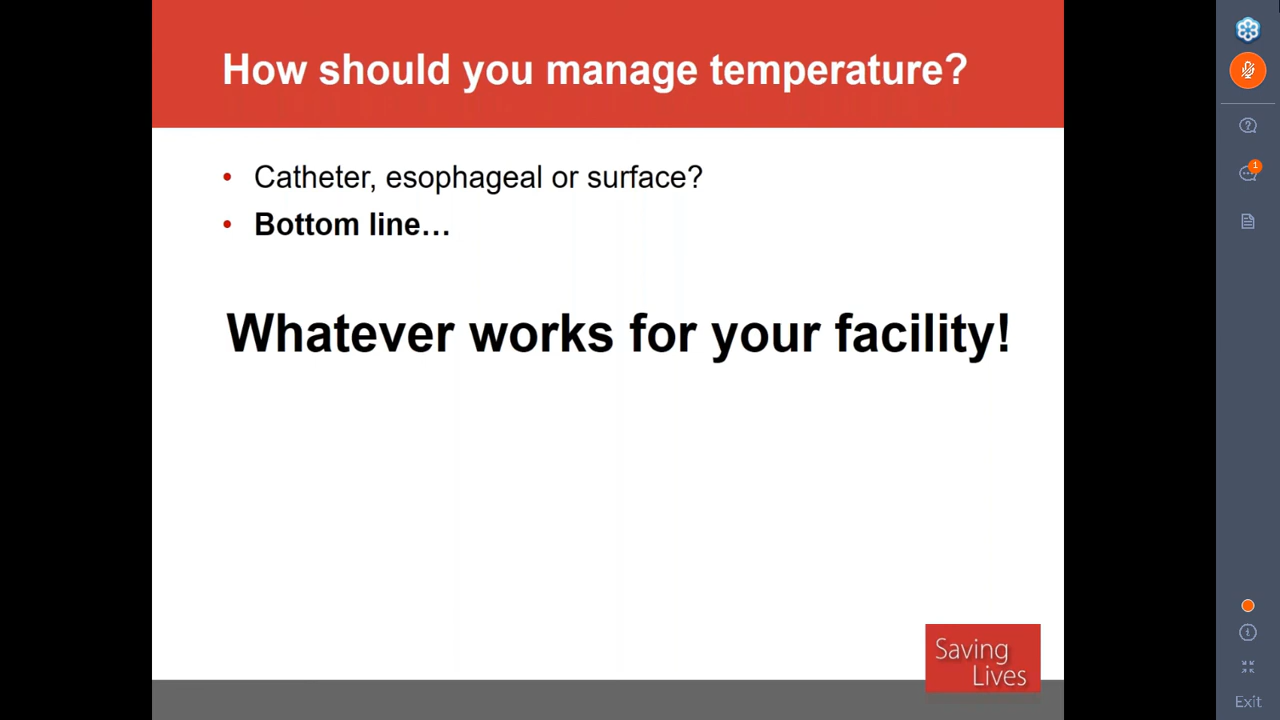 How should you manage temperature?
• Catheter, esophageal or surface?
• Bottom line…
Whatever works for your facility!
Saving
Lives
1
Exit